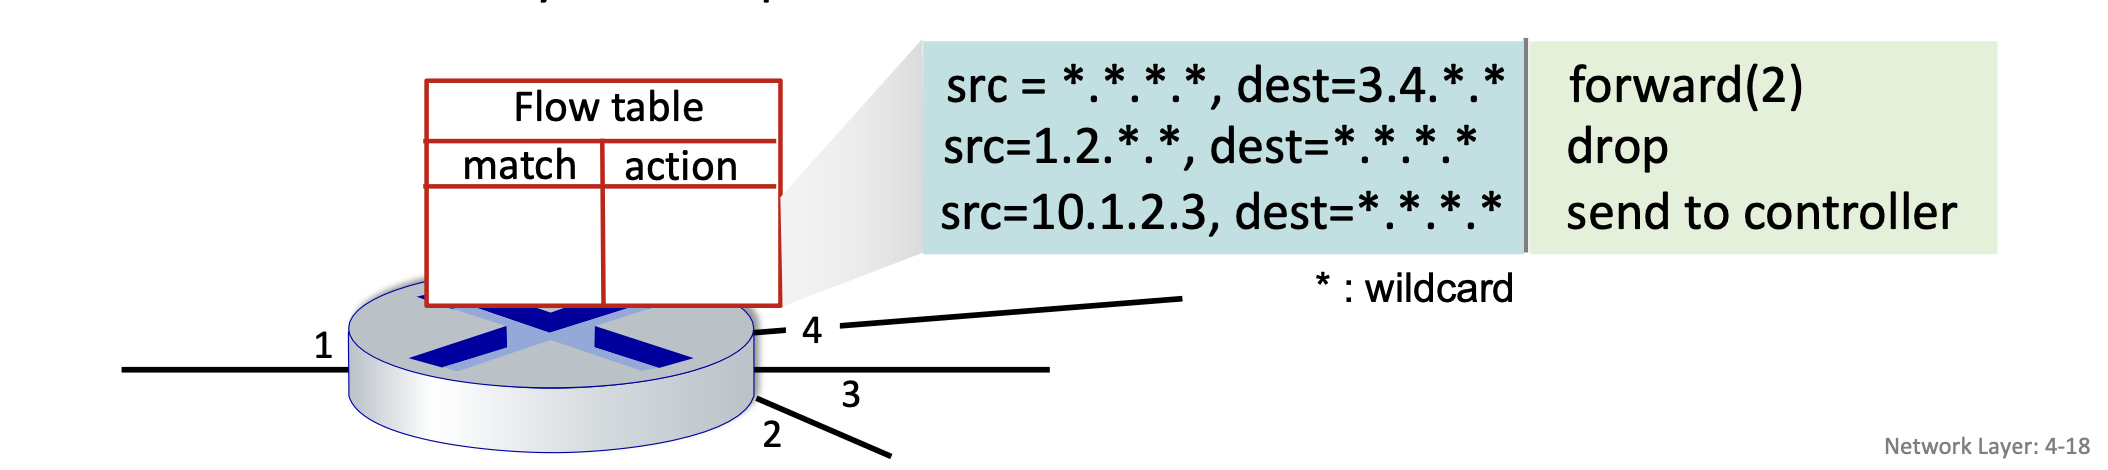 Flow table
match action
src = *.*.*.*, dest=3.4.*.* forward(2)
src=1.2.*.*, dest=*.*.*.* drop
src=10.1.2.3, dest=*.*.*.* send to controller
* : wildcard
1
4
3
2
Network Layer: 4-18